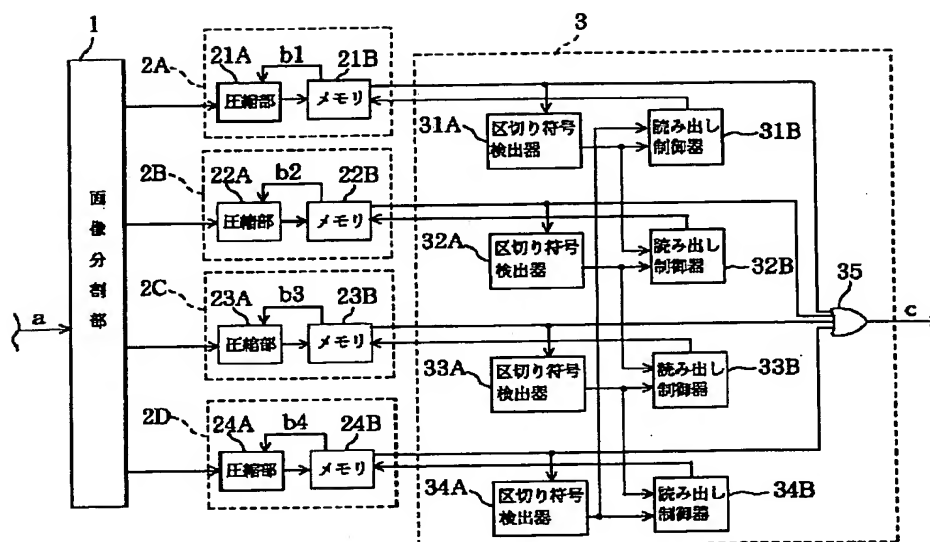 1
3
2A
21A
b1
21B
圧縮部
メモリ
31A
区切り符号
検出器
読み出し
制御器
31B
2B
22A
b2
22B
圧縮部
メモリ
32A
区切り符号
検出器
読み出し
制御器
32B
画像分割部
a
35
c
2C
23A
b3
23B
圧縮部
メモリ
33A
区切り符号
検出器
読み出し
制御器
33B
2D
24A
b4
24B
圧縮部
メモリ
34A
区切り符号
検出器
読み出し
制御器
34B